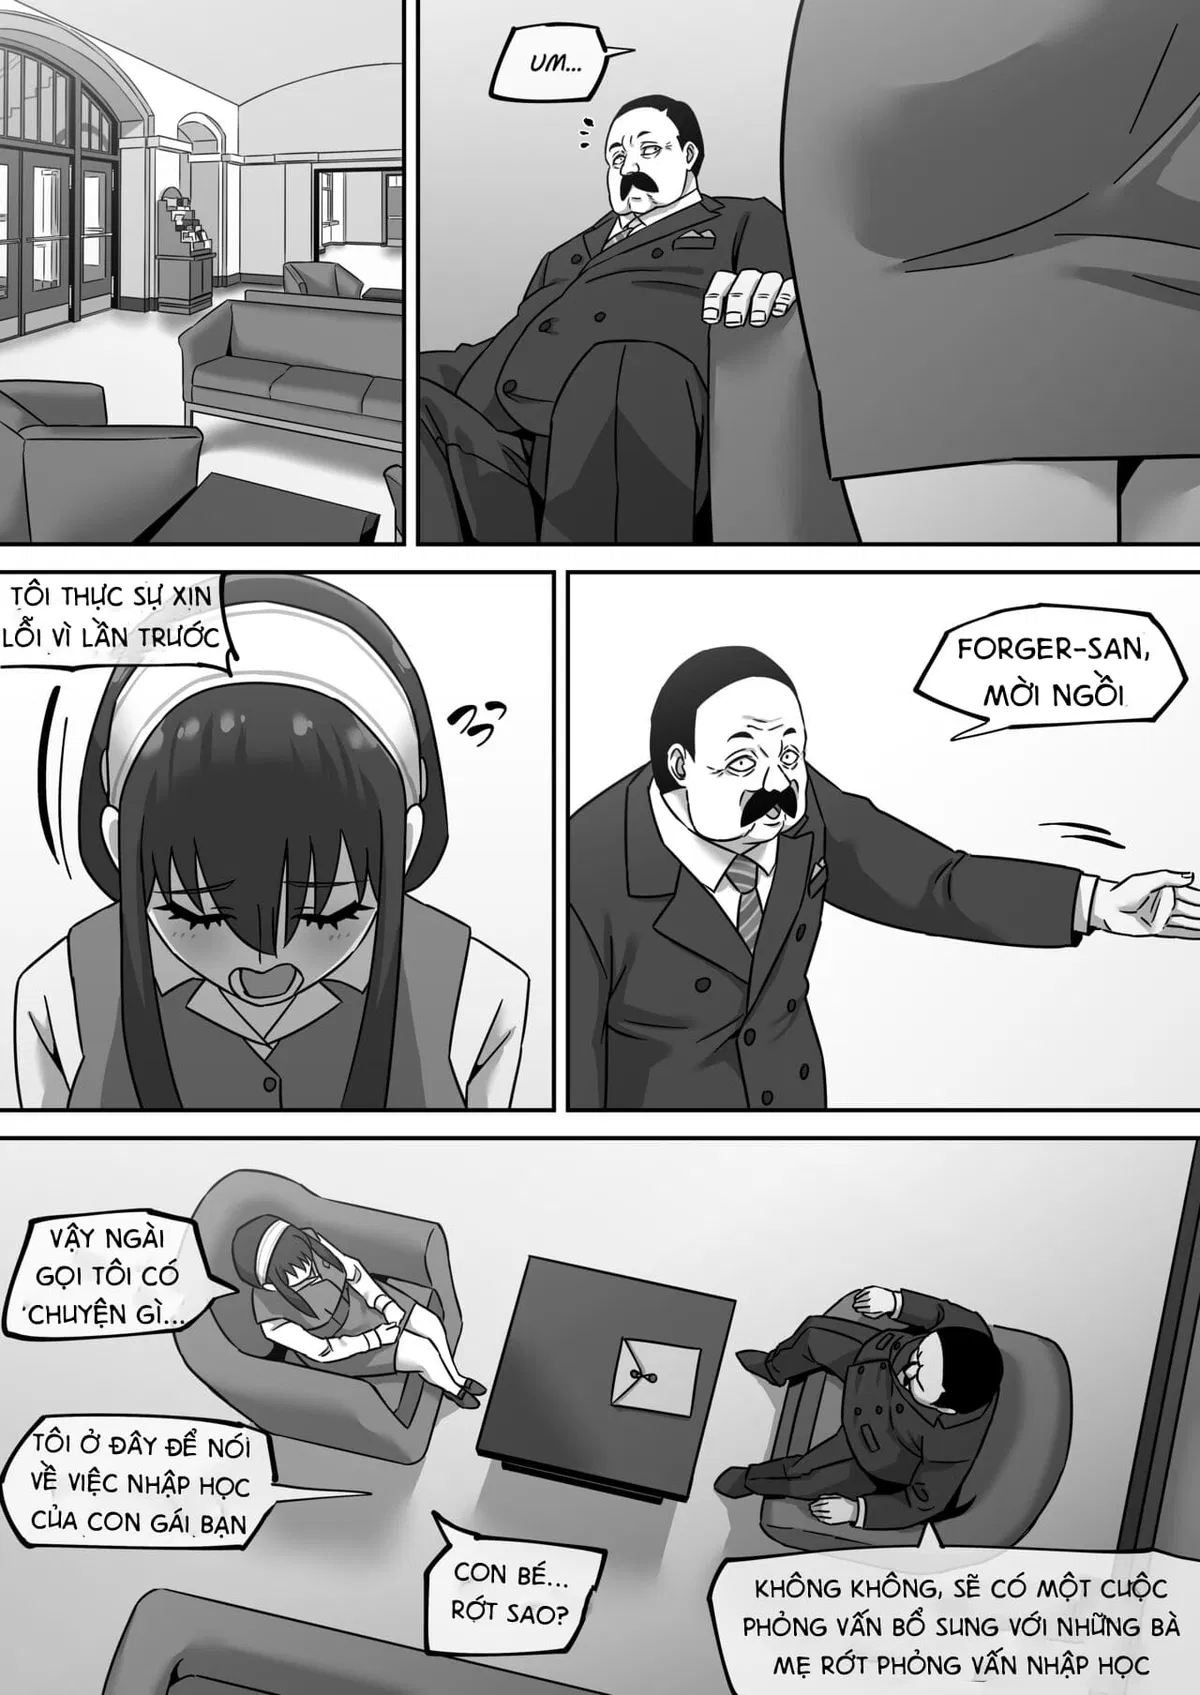 UM...
TÔI THỰC SỰ XIN
LỖI VÌ LẦN TRƯỚC
FORGER-SAN,
MỜI NGỒI
VẬY NGÀI
GỌI TÔI CÓ
CHUYỆN GÌ...
TÔI Ở ĐÂY ĐỂ NÓI
VỀ VIỆC NHẬP HỌC
CỦA CON GÁI BẠN
CON BÉ...
RỚT SAO?
KHÔNG KHÔNG, SẼ CÓ MỘT CUỘC
PHỎNG VẤN BỔ SUNG VỚI NHỮNG BÀ
MẸ RỚT PHỎNG VẤN NHẬP HỌC